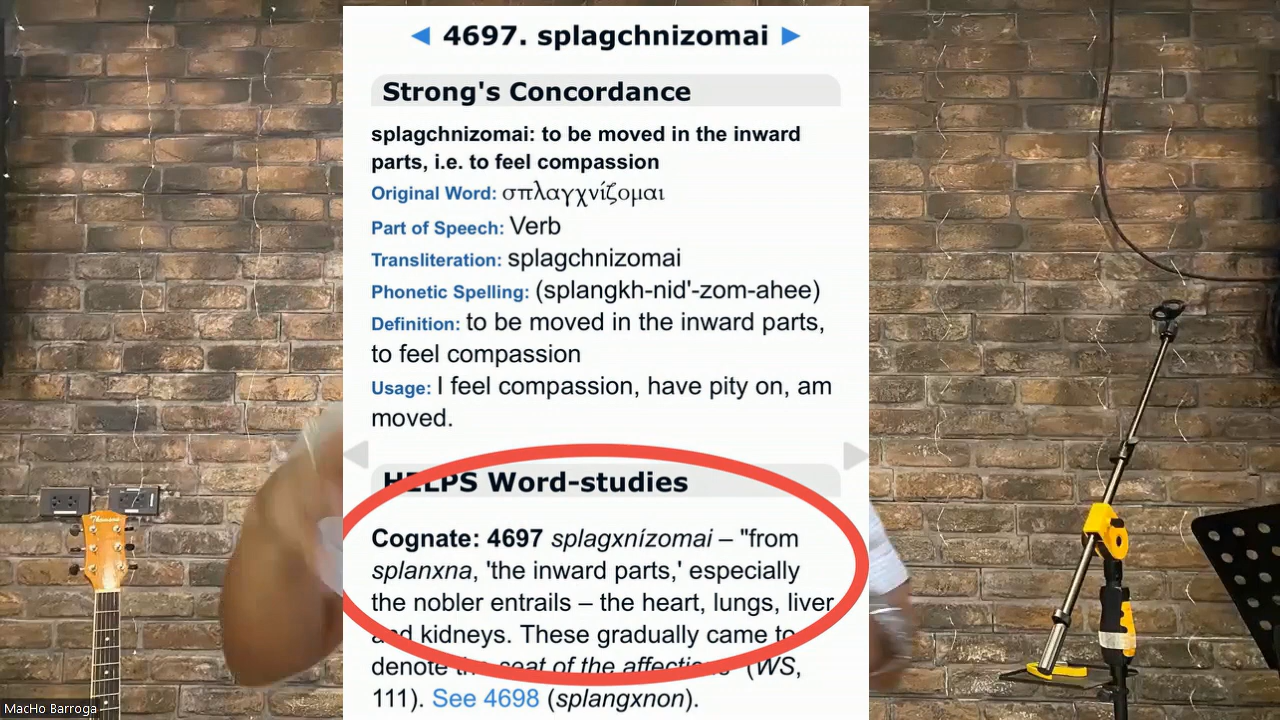 4697. splagchnizomai
Strong's Concordance
splagchnizomai: to be moved in the inward
parts, i.e. to feel compassion
Original Word: σπλαγχνίζομαι
Part of Speech: Verb
Transliteration: splagchnizomai
Phonetic Spelling: (splangkh-nid'-zom-ahee)
Definition: to be moved in the inward parts,
to feel compassion
Usage: I feel compassion, have pity on, am
moved.
HELPS Word-studies
Cognate: 4697 splagxnízomai – "from
splanxna, 'the inward parts,' especially
the nobler entrails – the heart, lungs, liver
and kidneys. These gradually came to
denote the seat of the affections" (WS,
111). See 4698 (splangxnon).
Thomson
MacHo Barroga